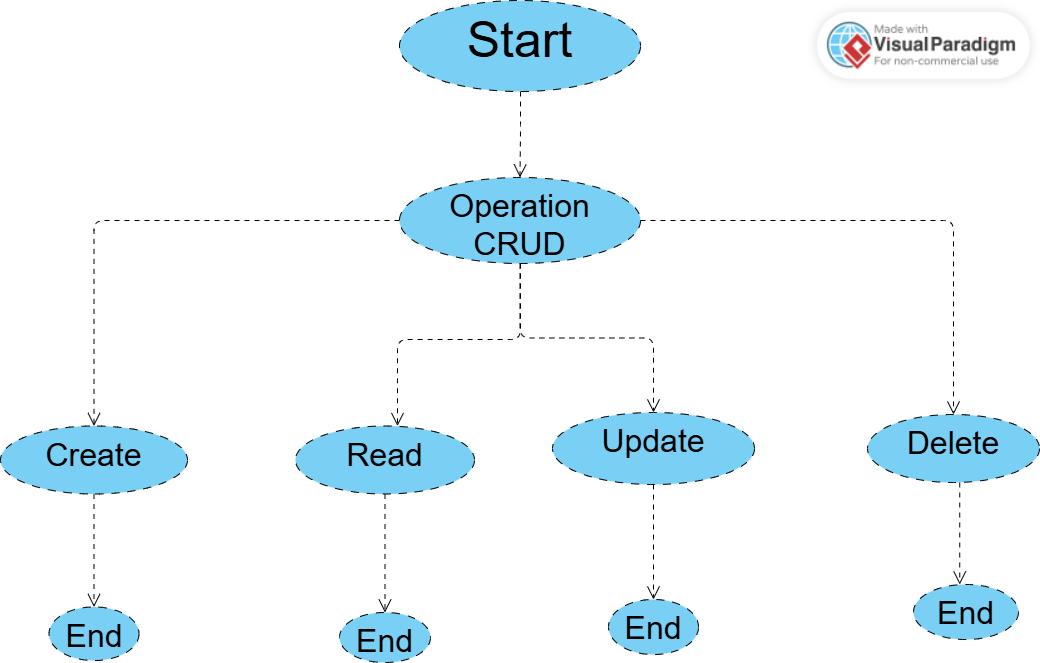 Start
Made with
Visual Paradigm
For non-commercial use
Operation
CRUD
Create
Read
Update
Delete
End
End
End
End